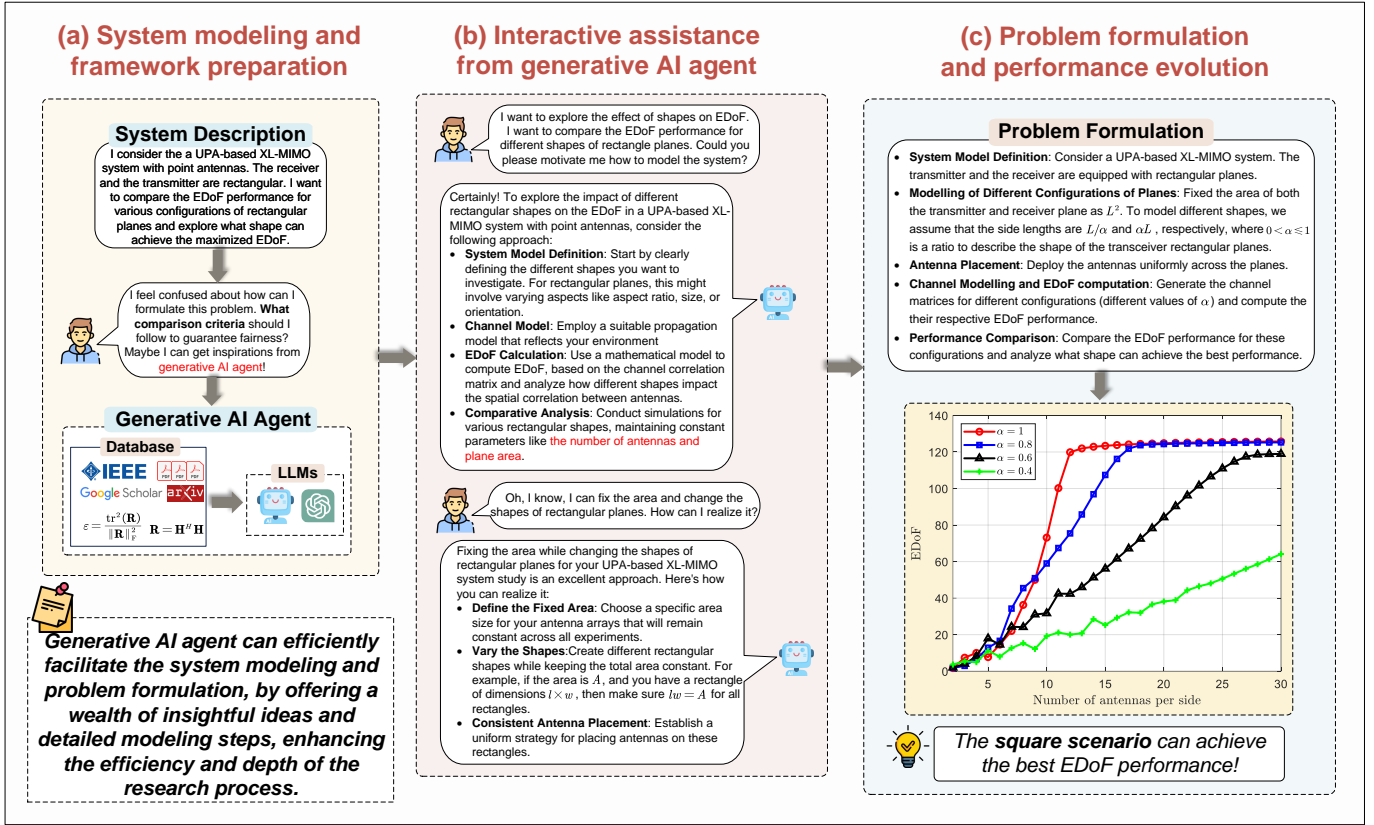 (a) System modeling and
framework preparation
System Description
I consider the a UPA-based XL-MIMO
system with point antennas. The receiver
and the transmitter are rectangular. I want
to compare the EDoF performance for
various configurations of rectangular
planes and explore what shape can
achieve the maximized EDoF.
I feel confused about how can I
formulate this problem. What
comparison criteria should I
follow to guarantee fairness?
Maybe I can get inspirations from
generative AI agent!
Generative AI Agent
Database
IEEE
PDF PDF PDF
Google Scholar
arXiv
ε = tr²(R) / ‖R‖²_F R = H^H H
LLMs
Generative AI agent can efficiently
facilitate the system modeling and
problem formulation, by offering a
wealth of insightful ideas and
detailed modeling steps, enhancing
the efficiency and depth of the
research process.
(b) Interactive assistance
from generative AI agent
I want to explore the effect of shapes on EDoF.
I want to compare the EDoF performance for
different shapes of rectangle planes. Could you
please motivate me how to model the system?
Certainly! To explore the impact of different
rectangular shapes on the EDoF in a UPA-based XL-
MIMO system with point antennas, consider the
following approach:
• System Model Definition: Start by clearly
defining the different shapes you want to
investigate. For rectangular planes, this might
involve varying aspects like aspect ratio, size, or
orientation.
• Channel Model: Employ a suitable propagation
model that reflects your environment
• EDoF Calculation: Use a mathematical model to
compute EDoF, based on the channel correlation
matrix and analyze how different shapes impact
the spatial correlation between antennas.
• Comparative Analysis: Conduct simulations for
various rectangular shapes, maintaining constant
parameters like the number of antennas and
plane area.
Oh, I know, I can fix the area and change the
shapes of rectangular planes. How can I realize it?
Fixing the area while changing the shapes of
rectangular planes for your UPA-based XL-MIMO
system study is an excellent approach. Here's how
you can realize it:
• Define the Fixed Area: Choose a specific area
size for your antenna arrays that will remain
constant across all experiments.
• Vary the Shapes:Create different rectangular
shapes while keeping the total area constant. For
example, if the area is A, and you have a rectangle
of dimensions l×w, then make sure lw=A for all
rectangles.
• Consistent Antenna Placement: Establish a
uniform strategy for placing antennas on these
rectangles.
(c) Problem formulation
and performance evolution
Problem Formulation
• System Model Definition: Consider a UPA-based XL-MIMO system. The
transmitter and the receiver are equipped with rectangular planes.
• Modelling of Different Configurations of Planes: Fixed the area of both
the transmitter and receiver plane as L². To model different shapes, we
assume that the side lengths are L/α and αL , respectively, where 0<α⩽1
is a ratio to describe the shape of the transceiver rectangular planes.
• Antenna Placement: Deploy the antennas uniformly across the planes.
• Channel Modelling and EDoF computation: Generate the channel
matrices for different configurations (different values of α) and compute the
their respective EDoF performance.
• Performance Comparison: Compare the EDoF performance for these
configurations and analyze what shape can achieve the best performance.
140
120
100
80
60
40
20
0
EDoF
α = 1
α = 0.8
α = 0.6
α = 0.4
5 10 15 20 25 30
Number of antennas per side
The square scenario can achieve
the best EDoF performance!